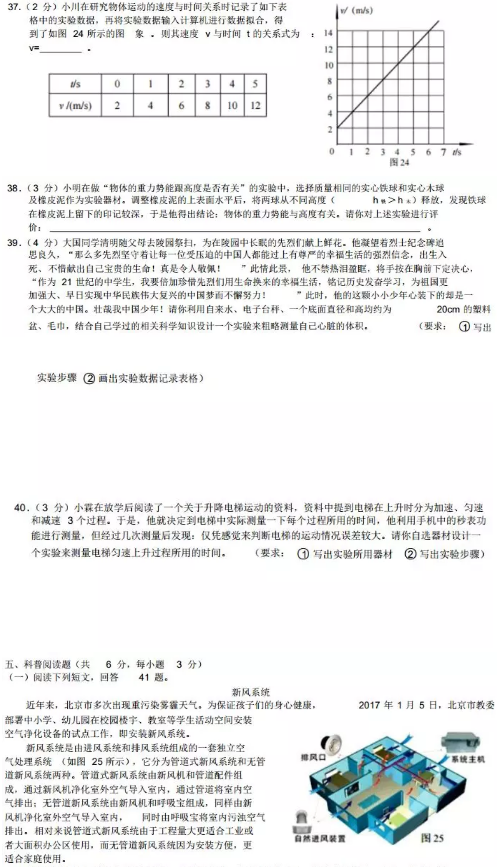 37.（2 分）小川在研究物体运动的速度与时间关系时记录了如下表
中的实验数据，再将实验数据输入计算机进行数据拟合，得
到了如图 24 所示的图 象 。则其速度 v 与时间 t 的关系式为 ：
v=________ 。
t/s 0 1 2 3 4 5
v /(m/s) 2 4 6 8 10 12
v/ (m/s)
14
12
10
8
6
4
2
0 1 2 3 4 5 6 7 t/s
图 24
38.（3 分）小明在做“物体的重力势能跟高度是否有关”的实验中，选择质量相同的实心铁球和实心木球
及橡皮泥作为实验器材。调整橡皮泥的上表面水平后，将两球从不同高度（ h 铁＞h 木）释放，发现铁球
在橡皮泥上留下的印记较深，于是他得出结论：物体的重力势能与高度有关。请你对上述实验进行评
价： 。
39.（4 分）大国同学清明随父母去陵园祭扫，为在陵园中长眠的先烈们献上鲜花。他凝望着烈士纪念碑追
思良久，“那么多先烈坚守着让每一位受压迫的中国人都能过上有尊严的幸福生活的强烈信念，出生入
死、不惜献出自己宝贵的生命！真是令人敬佩！ ”此情此景， 他不禁热泪盈眶，将手按在胸前下定决心，
“作为 21 世纪的中学生，我要倍加珍惜先烈们用生命换来的幸福生活，铭记历史发奋学习，为祖国更
加强大、早日实现中华民族伟大复兴的中国梦而不懈努力！ ”此时，他的这颗小小少年心装下的却是一
个大大的中国。壮哉我中国少年！请你利用自来水、电子台秤、一个底面直径和高均约为 20cm 的塑料
盆、毛巾，结合自己学过的相关科学知识设计一个实验来粗略测量自己心脏的体积。 （要求： ① 写出
实验步骤 ② 画出实验数据记录表格）
40.（3 分）小霖在放学后阅读了一个关于升降电梯运动的资料，资料中提到电梯在上升时分为加速、匀速
和减速 3 个过程。于是，他就决定到电梯中实际测量一下每个过程所用的时间，他利用手机中的秒表功
能进行测量，但经过几次测量后发现：仅凭感觉来判断电梯的运动情况误差较大。请你自选器材设计一
个实验来测量电梯匀速上升过程所用的时间。 （要求： ① 写出实验所用器材 ② 写出实验步骤）
五、科普阅读题（共 6 分，每小题 3 分）
（一）阅读下列短文，回答 41 题。
新风系统
近年来，北京市多次出现重污染雾霾天气。为保证孩子们的身心健康， 2017 年 1 月 5 日，北京市教委
部署中小学、幼儿园在校园楼宇、教室等学生活动空间安装
空气净化设备的试点工作，即安装新风系统。
新风系统是由进风系统和排风系统组成的一套独立空
气处理系统 （如图 25 所示），它分为管道式新风系统和无管
道新风系统两种。管道式新风系统由新风机和管道配件组
成，通过新风机净化室外空气导入室内，通过管道将室内空
气排出；无管道新风系统由新风机和呼吸宝组成，同样由新
风机净化室外空气导入室内， 同时由呼吸宝将室内污浊空气
排出。相对来说管道式新风系统由于工程量大更适合工业或
者大面积办公区使用，而无管道新风系统因为安装方便，更
适合家庭使用。
排风口
系统主机
自然进风装置
图 25